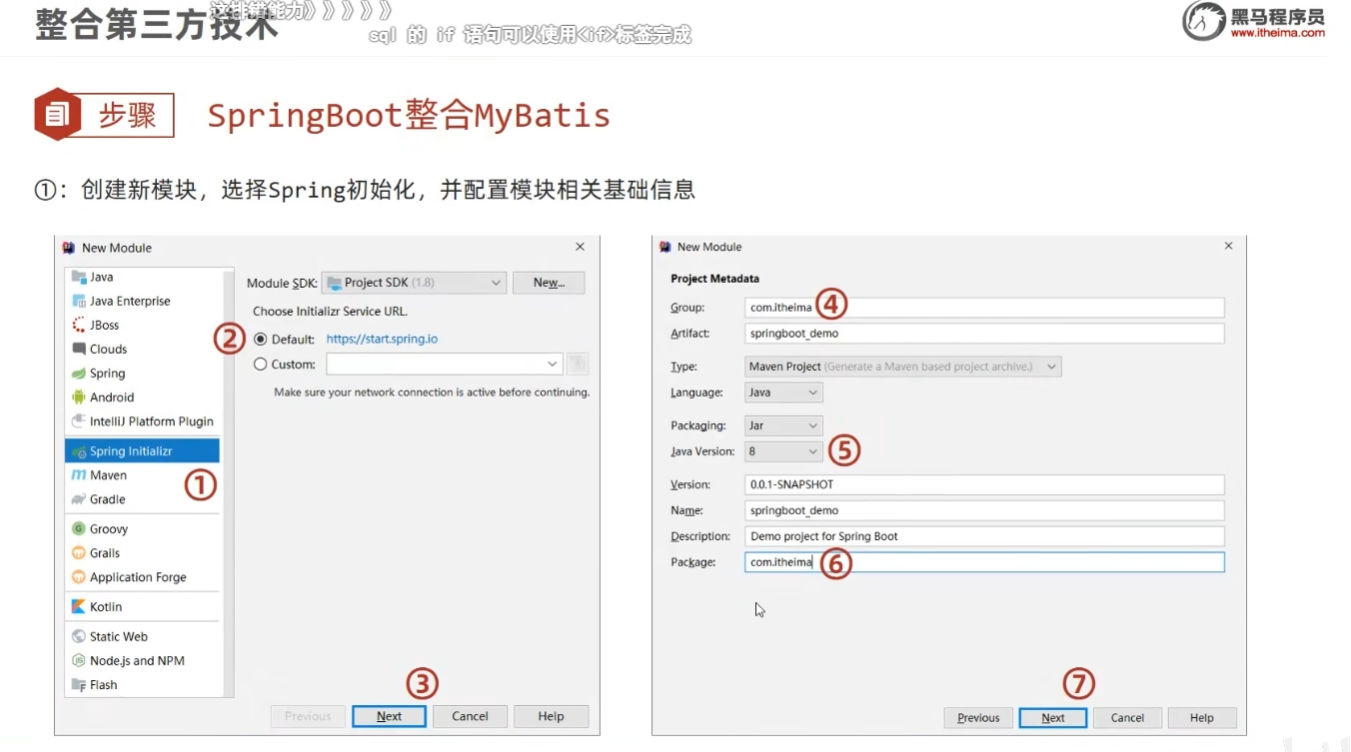 整合第三方技术
这排错能力》》》》》
sql 的 if 语句可以使用<if>标签完成
黑马程序员
www.itheima.com
步骤
SpringBoot整合MyBatis
①：创建新模块，选择Spring初始化，并配置模块相关基础信息
New Module
Java
Java Enterprise
JBoss
Clouds
Spring
Android
IntelliJ Platform Plugin
Spring Initializr
①
Maven
Gradle
Groovy
Grails
Application Forge
Kotlin
Static Web
Node.js and NPM
Flash
Module SDK: Project SDK (1.8) New...
Choose Initializr Service URL.
② Default: https://start.spring.io
Custom:
Make sure your network connection is active before continuing.
③
Previous Next Cancel Help
New Module
Project Metadata
Group: com.itheima ④
Artifact: springboot_demo
Type: Maven Project (Generate a Maven based project archive.)
Language: Java
Packaging: Jar
Java Version: 8 ⑤
Version: 0.0.1-SNAPSHOT
Name: springboot_demo
Description: Demo project for Spring Boot
Package: com.itheima ⑥
⑦
Previous Next Cancel Help